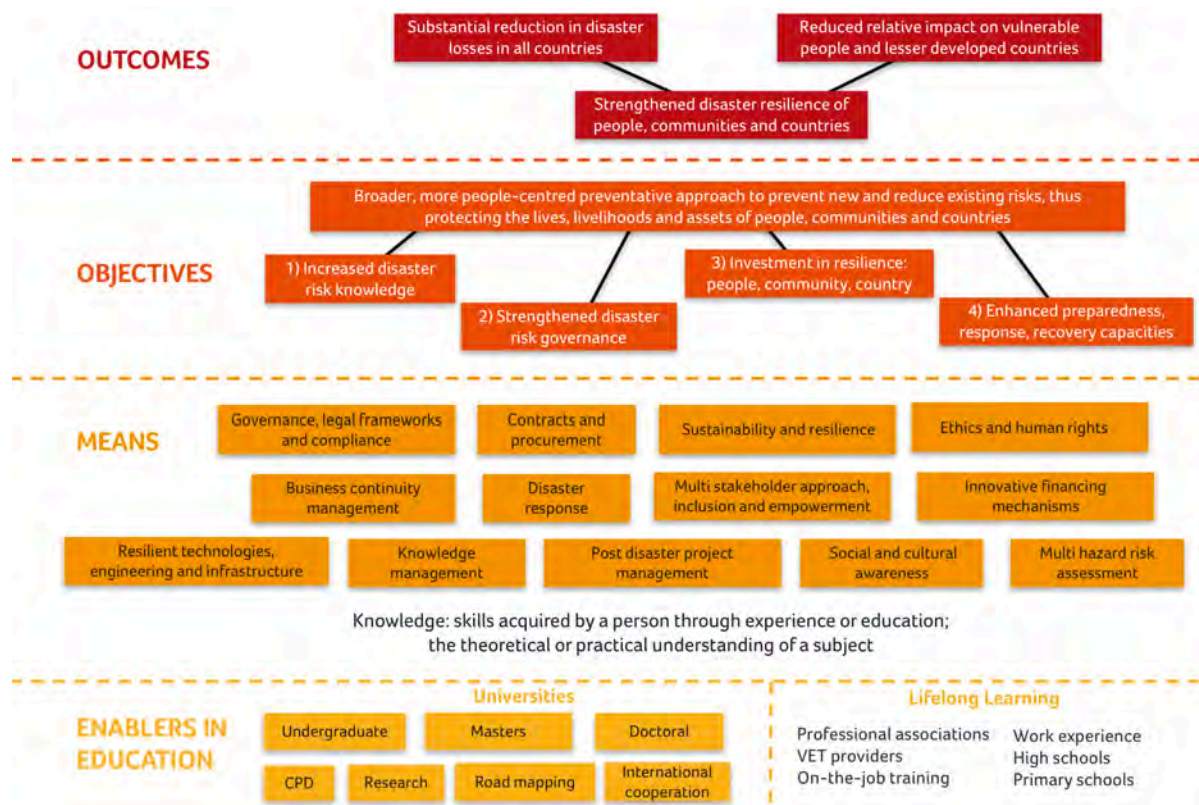 OUTCOMES
Substantial reduction in disaster
losses in all countries
Reduced relative impact on vulnerable
people and lesser developed countries
Strengthened disaster resilience of
people, communities and countries
OBJECTIVES
Broader, more people-centred preventative approach to prevent new and reduce existing risks, thus
protecting the lives, livelihoods and assets of people, communities and countries
1) Increased disaster
risk knowledge
2) Strengthened disaster
risk governance
3) Investment in resilience:
people, community, country
4) Enhanced preparedness,
response, recovery capacities
MEANS
Governance, legal frameworks
and compliance
Contracts and
procurement
Sustainability and resilience
Ethics and human rights
Business continuity
management
Disaster
response
Multi stakeholder approach,
inclusion and empowerment
Innovative financing
mechanisms
Resilient technologies,
engineering and infrastructure
Knowledge
management
Post disaster project
management
Social and cultural
awareness
Multi hazard risk
assessment
Knowledge: skills acquired by a person through experience or education;
the theoretical or practical understanding of a subject
ENABLERS IN
EDUCATION
Universities
Undergraduate
Masters
Doctoral
CPD
Research
Road mapping
International
cooperation
Lifelong Learning
Professional associations
VET providers
On-the-job training
Work experience
High schools
Primary schools